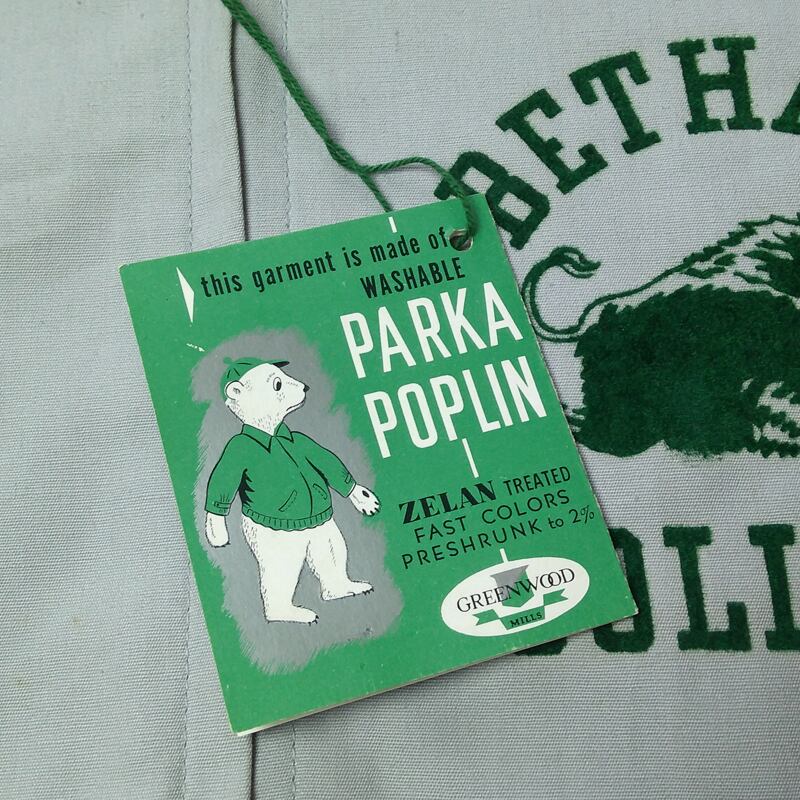 this garment is made of
WASHABLE
PARKA
POPLIN
ZELAN TREATED
FAST COLORS
PRESHRUNK to 2%
GREENWOOD
MILLS
BETHA
OLL